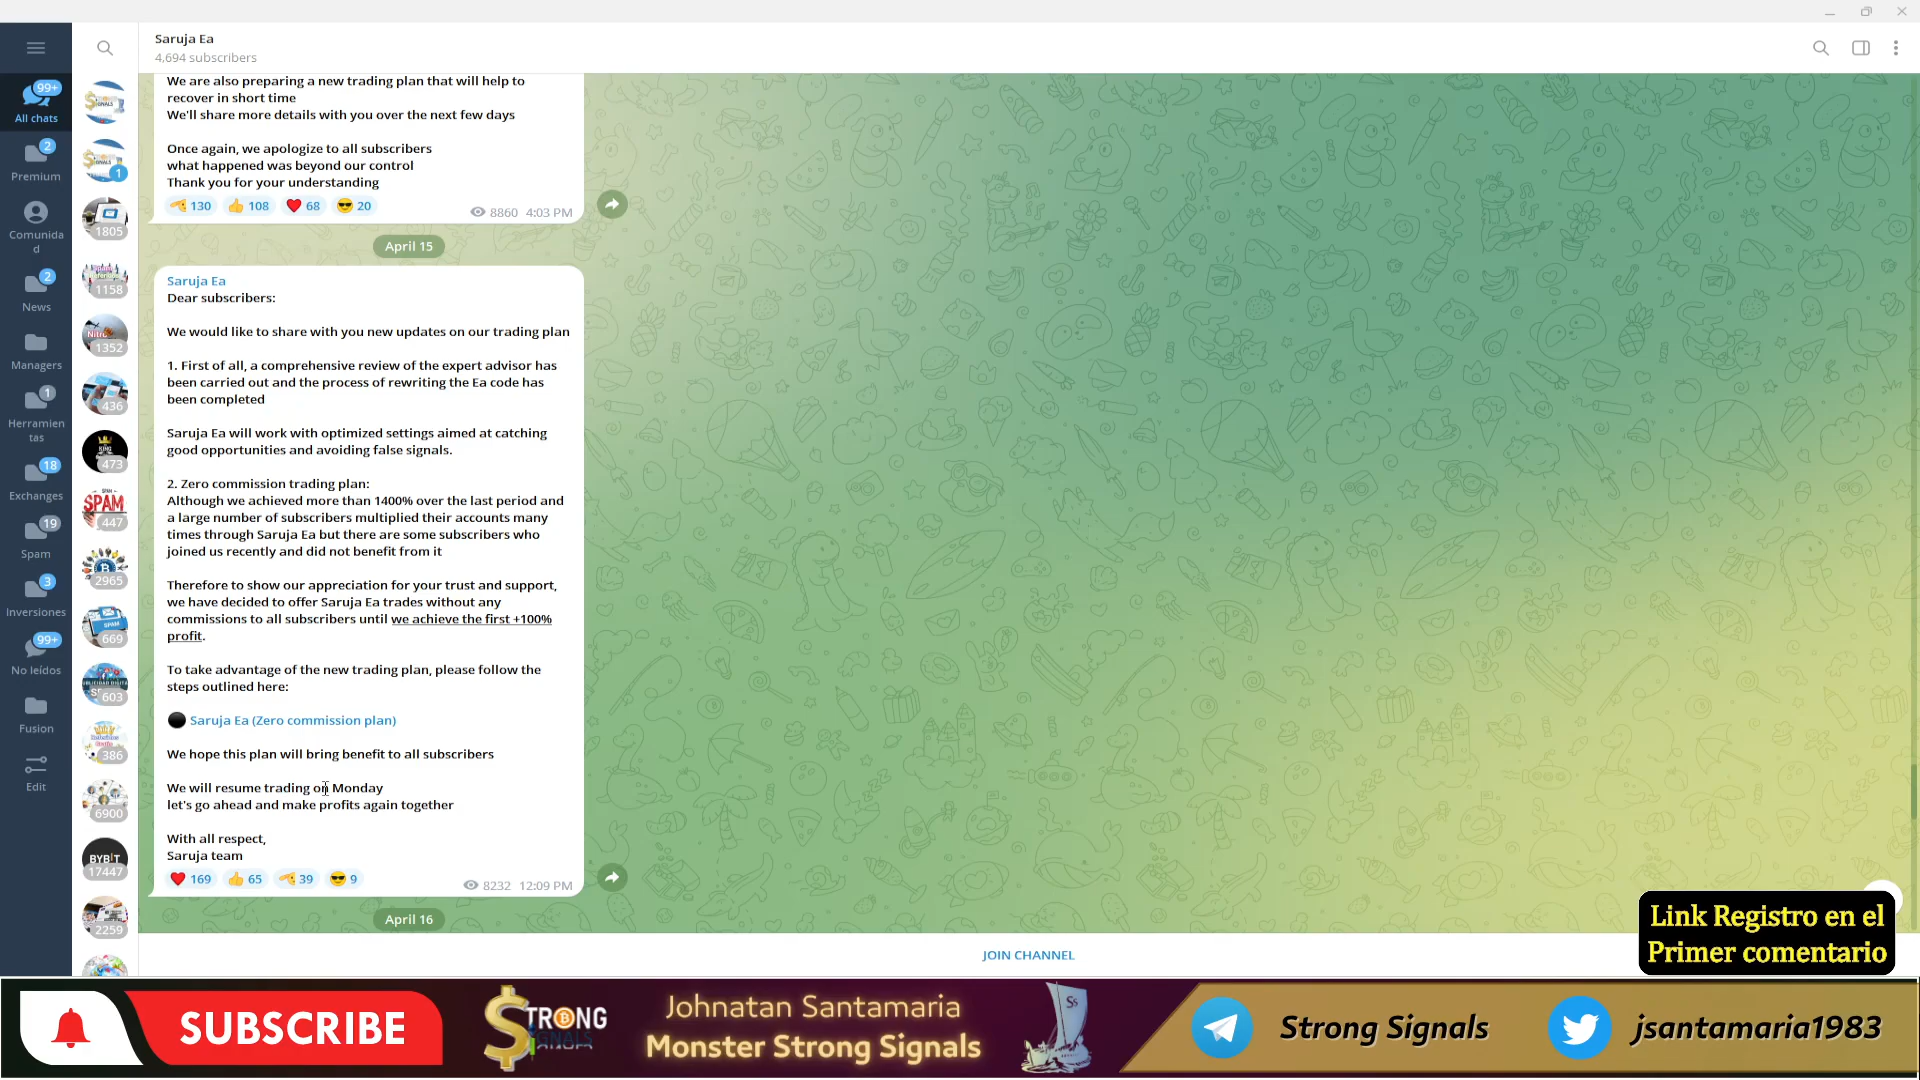 Saruja Ea
4,694 subscribers
99+
All chats
2
Premium
Comunida
d
2
News
Managers
1
Herramien
tas
18
Exchanges
19
Spam
3
Inversiones
99+
No leídos
Fusion
Edit
1
1805
1158
1352
436
473
SPAM
447
2965
669
603
386
6900
BYBIT
17447
2259
We are also preparing a new trading plan that will help to
recover in short time
We'll share more details with you over the next few days
Once again, we apologize to all subscribers
what happened was beyond our control
Thank you for your understanding
130 108 68 20
8860 4:03 PM
April 15
Saruja Ea
Dear subscribers:
We would like to share with you new updates on our trading plan
1. First of all, a comprehensive review of the expert advisor has
been carried out and the process of rewriting the Ea code has
been completed
Saruja Ea will work with optimized settings aimed at catching
good opportunities and avoiding false signals.
2. Zero commission trading plan:
Although we achieved more than 1400% over the last period and
a large number of subscribers multiplied their accounts many
times through Saruja Ea but there are some subscribers who
joined us recently and did not benefit from it
Therefore to show our appreciation for your trust and support,
we have decided to offer Saruja Ea trades without any
commissions to all subscribers until we achieve the first +100%
profit.
To take advantage of the new trading plan, please follow the
steps outlined here:
Saruja Ea (Zero commission plan)
We hope this plan will bring benefit to all subscribers
We will resume trading on Monday
let's go ahead and make profits again together
With all respect,
Saruja team
169 65 39 9
8232 12:09 PM
April 16
JOIN CHANNEL
Link Registro en el
Primer comentario
SUBSCRIBE
STRONG
Johnatan Santamaria
Monster Strong Signals
Ss
Strong Signals
jsantamaria1983